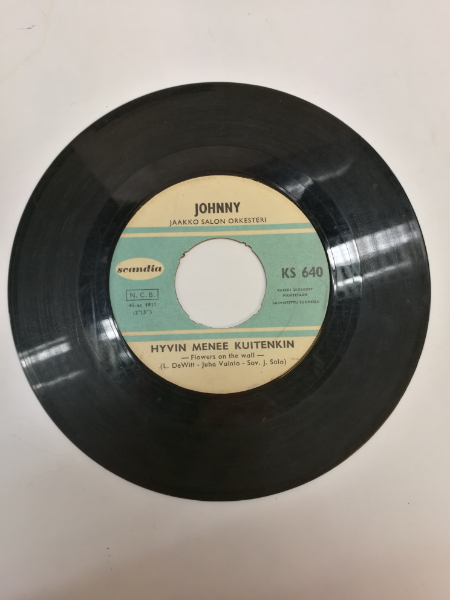 JOHNNY
JAAKKO SALON ORKESTERI
scandia
KS 640
N. C. B.
HYVIN MENEE KUITENKIN
— Flowers on the wall —
(L. DeWitt - Juha Vainio - Sov. J. Salo)